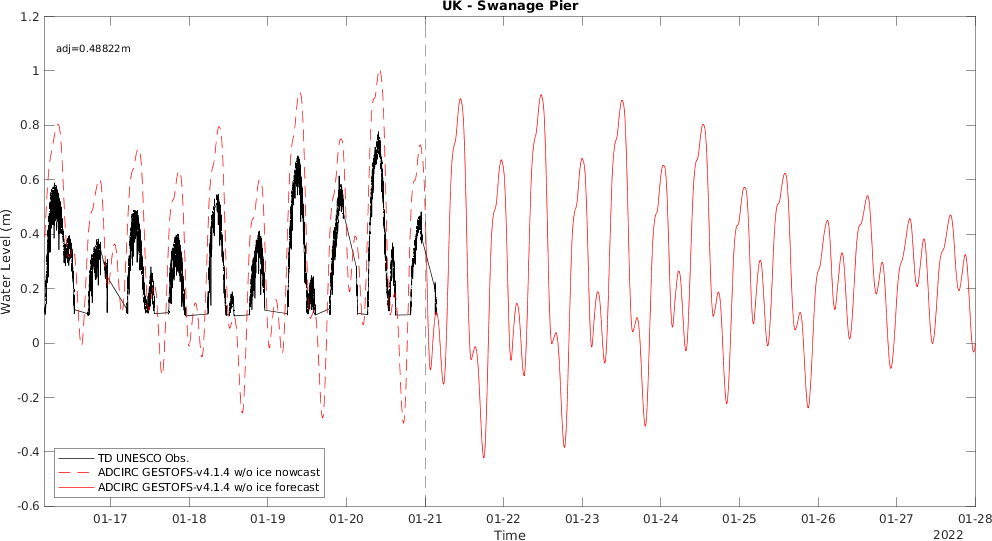 UK - Swanage Pier
adj=0.48822m
1.2
1
0.8
0.6
0.4
0.2
0
-0.2
-0.4
-0.6
Water Level (m)
TD UNESCO Obs.
ADCIRC GESTOFS-v4.1.4 w/o ice nowcast
ADCIRC GESTOFS-v4.1.4 w/o ice forecast
01-17 01-18 01-19 01-20 01-21 01-22 01-23 01-24 01-25 01-26 01-27 01-28
Time
2022